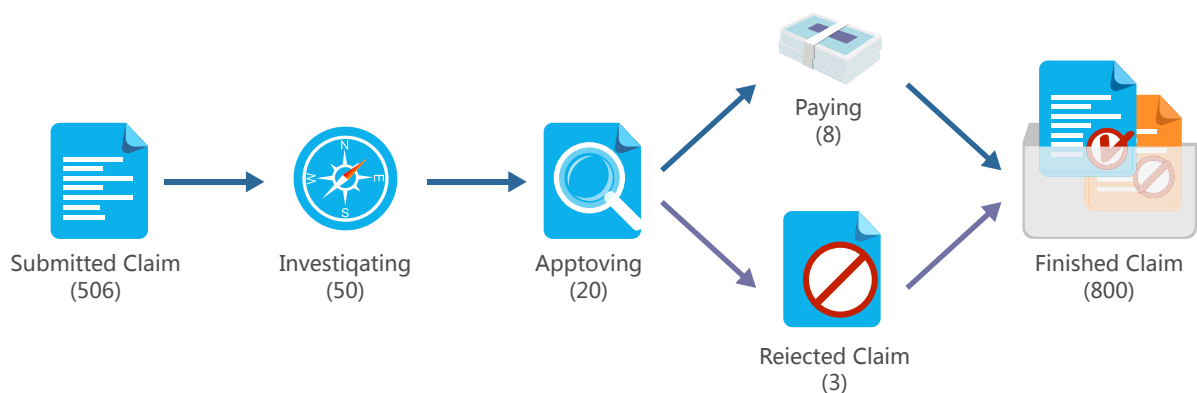 Submitted Claim
(506)
N
W
E
S
Investiqating
(50)
Apptoving
(20)
Paying
(8)
Reiected Claim
(3)
Finished Claim
(800)